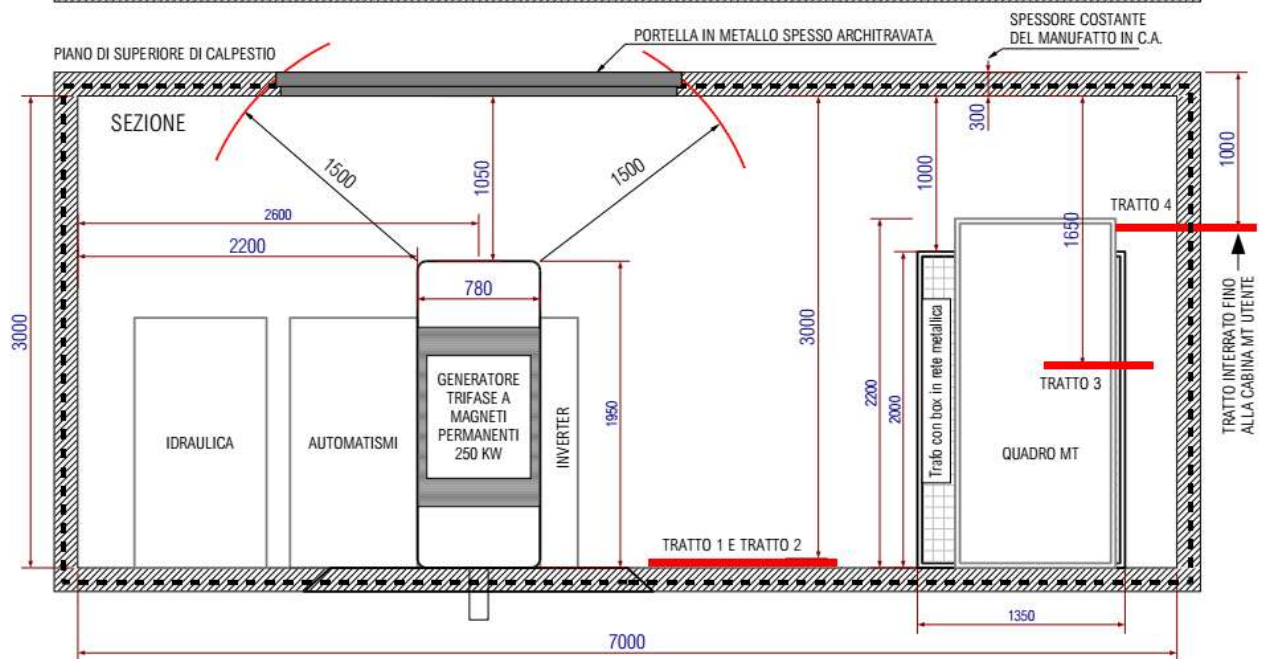 SPESSORE COSTANTE
DEL MANUFATTO IN C.A.
PORTELLA IN METALLO SPESSO ARCHITRAVATA
PIANO DI SUPERIORE DI CALPESTIO
SEZIONE
300
1000
1500
1050
1500
1000
1650
TRATTO 4
2600
2200
780
3000
3000
TRATTO INTERRATO FINO
ALLA CABINA MT UTENTE
IDRAULICA
AUTOMATISMI
GENERATORE
TRIFASE A
MAGNETI
PERMANENTI
250 KW
INVERTER
1950
2200
2000
Trafo con box in rete metallica
TRATTO 3
QUADRO MT
TRATTO 1 E TRATTO 2
1350
7000